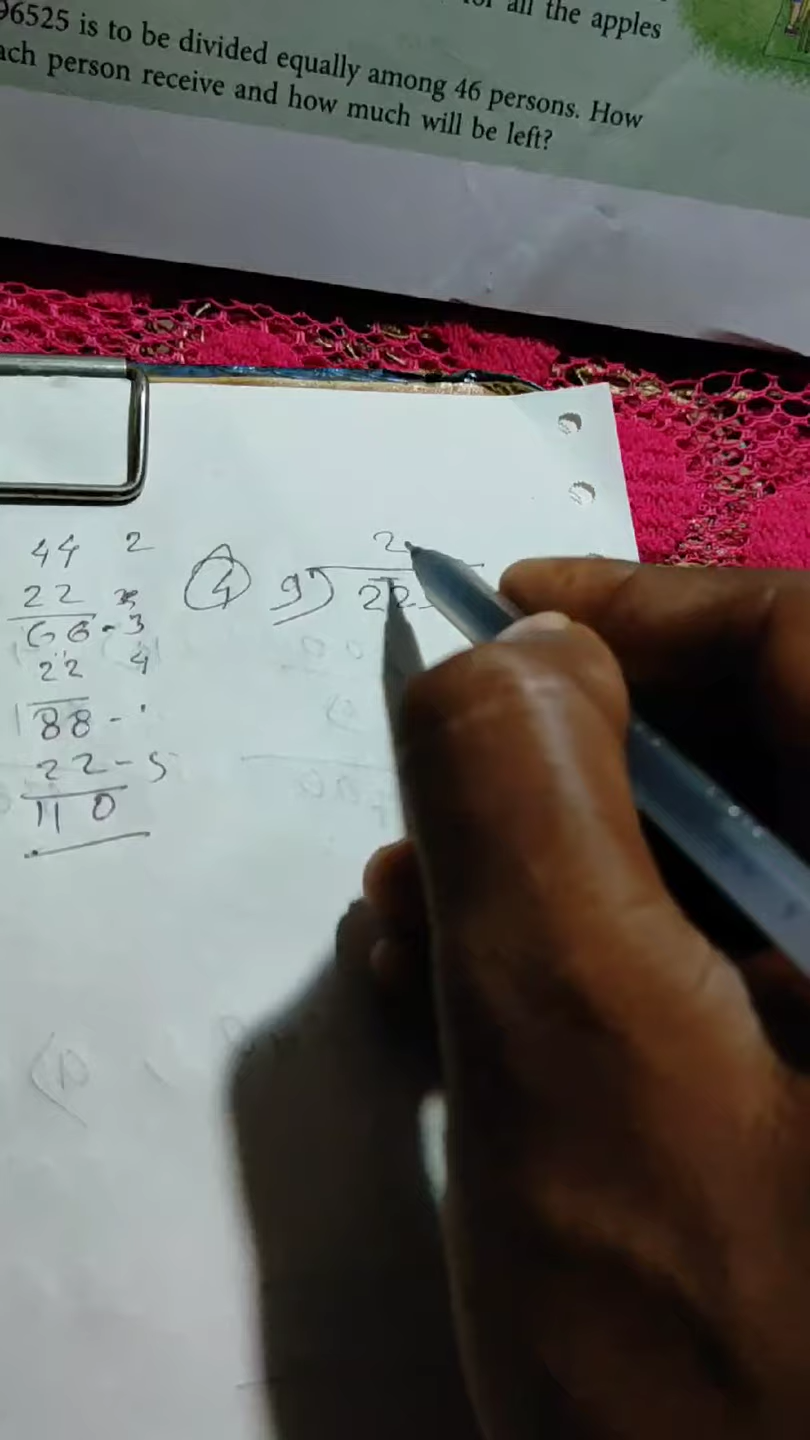 all the apples
96525 is to be divided equally among 46 persons. How
ach person receive and how much will be left?
44 2
22
66-3
22 4
88-
22-5
110
2
4 9) 22